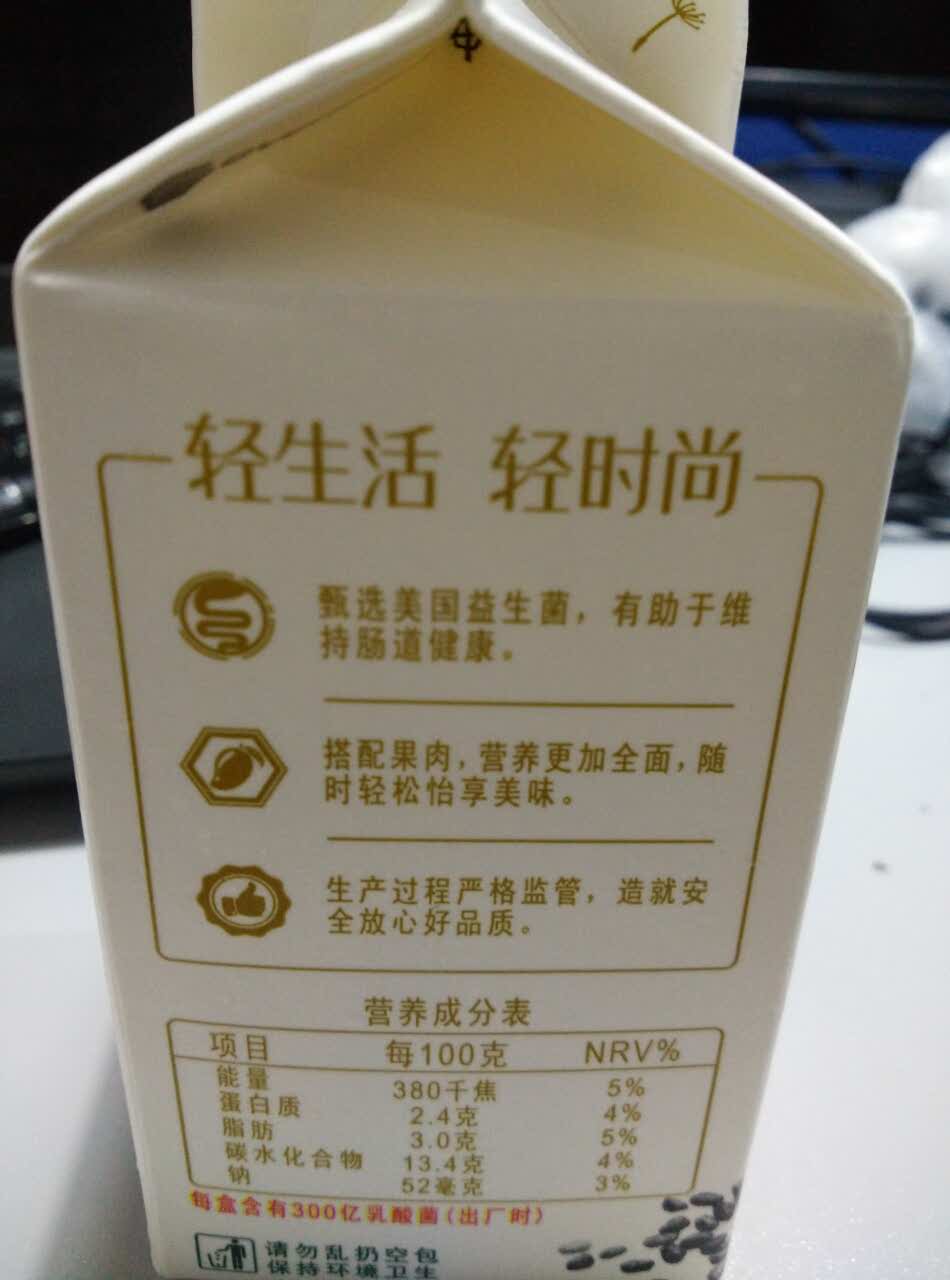 轻生活 轻时尚
甄选美国益生菌，有助于维
持肠道健康。
搭配果肉，营养更加全面，随
时轻松怡享美味。
生产过程严格监管，造就安
全放心好品质。
营养成分表
项目 每100克 NRV%
能量 380千焦 5%
蛋白质 2.4克 4%
脂肪 3.0克 5%
碳水化合物 13.4克 4%
钠 52毫克 3%
每盒含有300亿乳酸菌(出厂时)
请勿乱扔空包
保持环境卫生